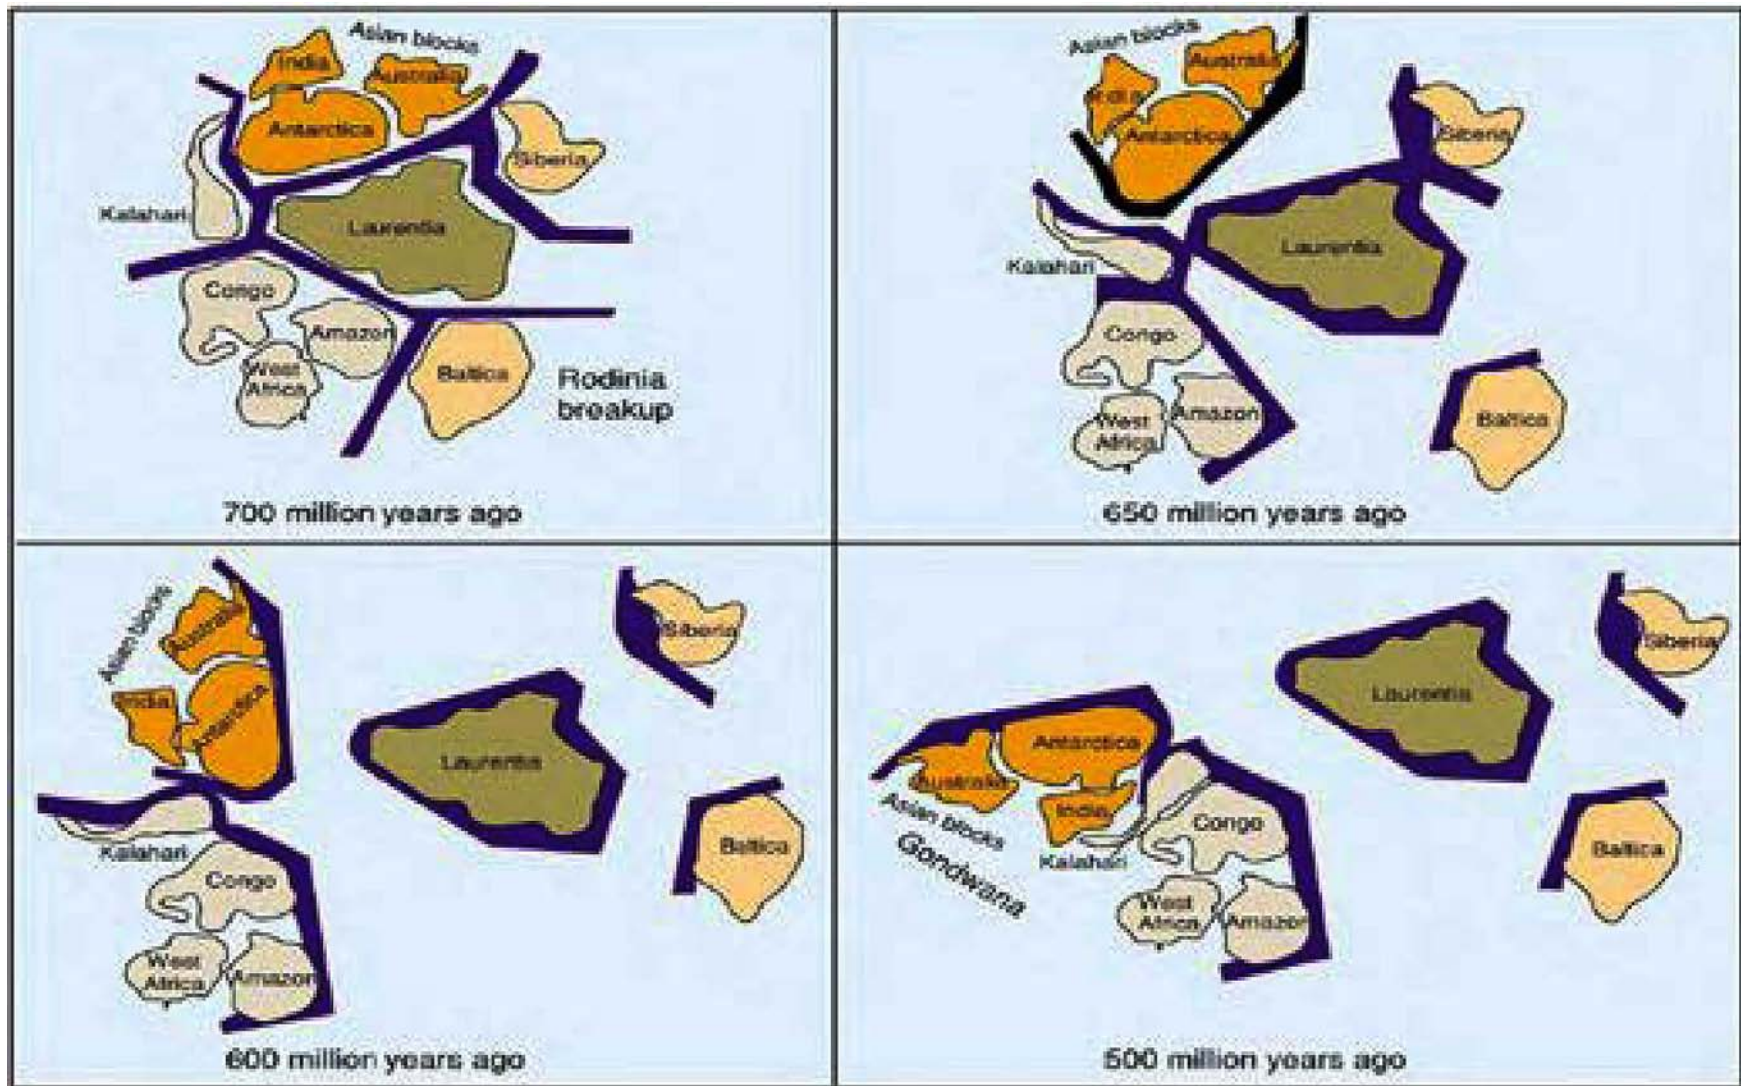 Asian blocks
India
Australia
Antarctica
Siberia
Kalahari
Laurentia
Congo
Amazon
West
Africa
Baltica
Rodinia
breakup
700 million years ago
Asian blocks
Australia
India
Antarctica
Siberia
Kalahari
Laurentia
Congo
West
Africa
Amazon
Baltica
650 million years ago
Asian blocks
Australia
India
Antarctica
Siberia
Laurentia
Kalahari
Congo
West
Africa
Amazon
Baltica
600 million years ago
Siberia
Laurentia
Antarctica
Australia
India
Asian blocks
Kalahari
Congo
Gondwana
West
Africa
Amazon
Baltica
500 million years ago